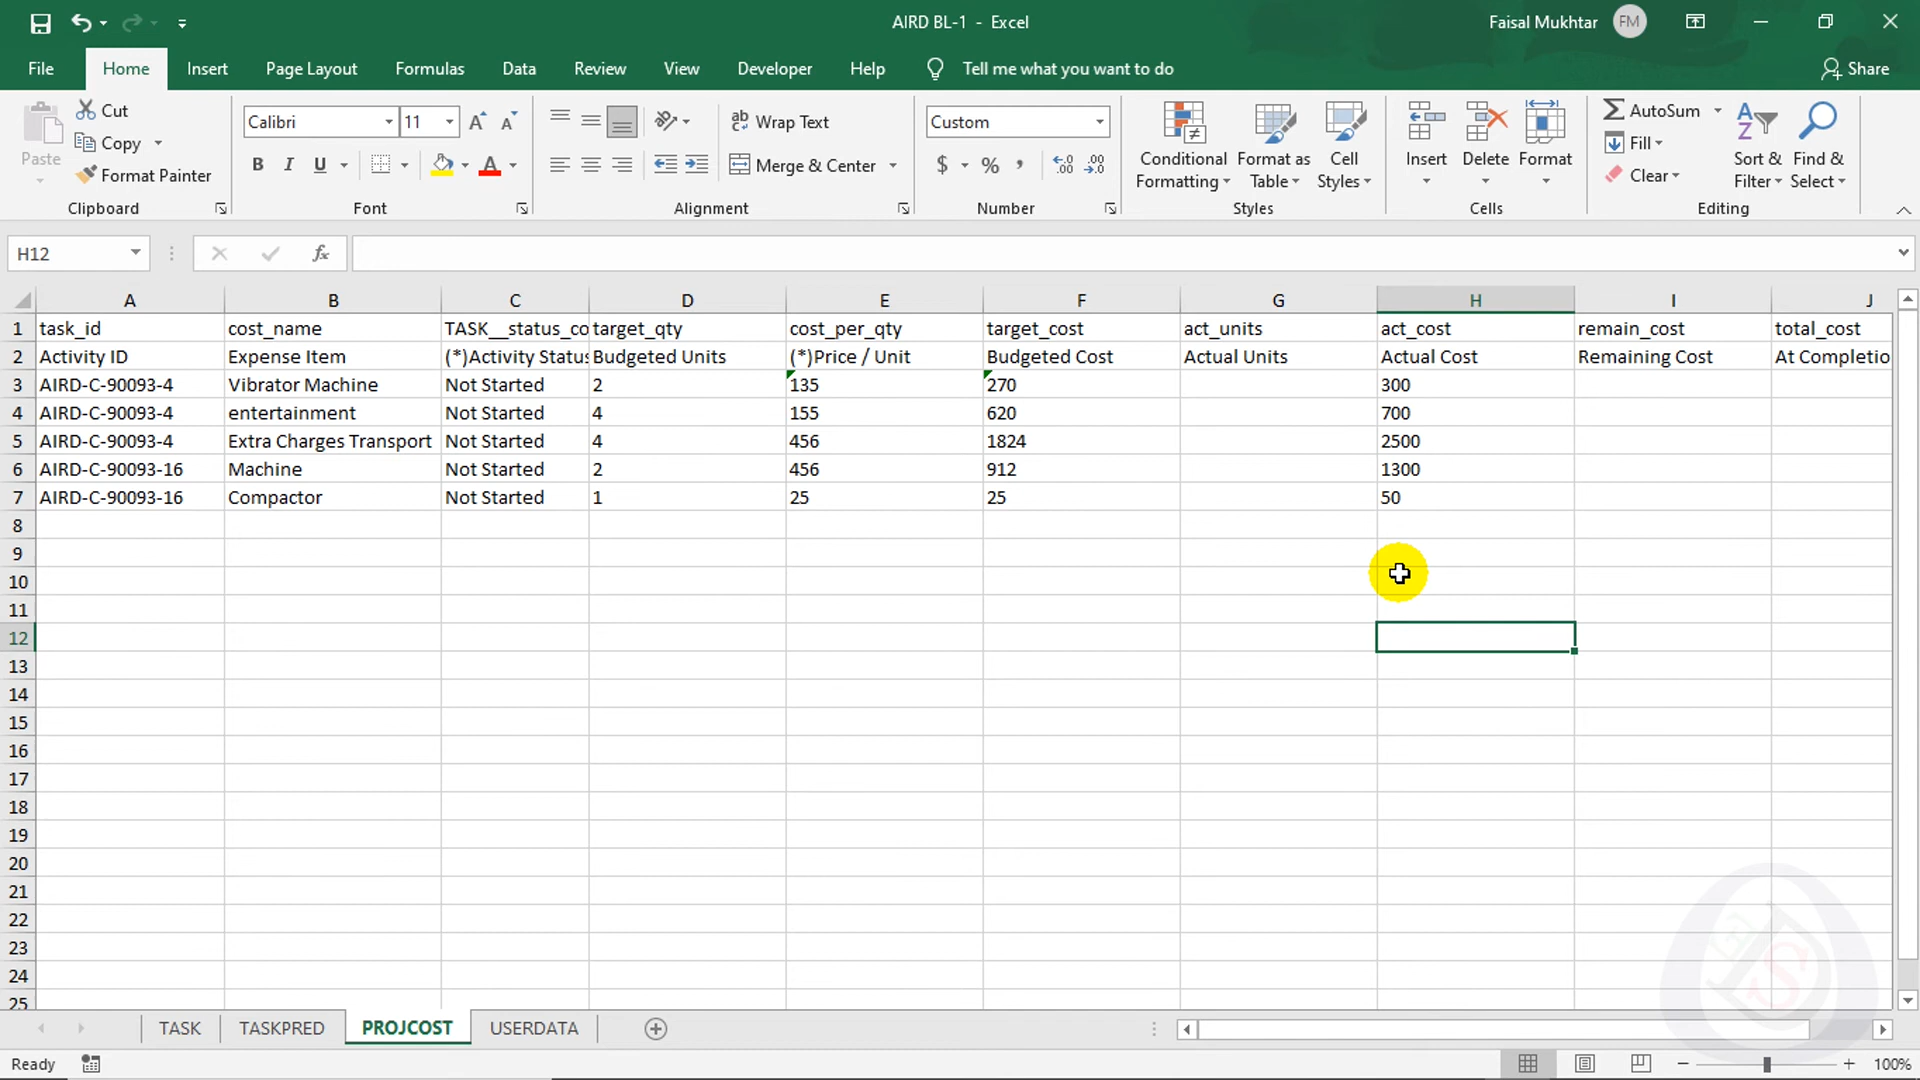 AIRD BL-1 - Excel
Faisal Mukhtar FM
File Home Insert Page Layout Formulas Data Review View Developer Help Tell me what you want to do Share
Paste
Cut
Copy
Format Painter
Clipboard
Calibri 11
B I U A
Font
Wrap Text
Merge & Center
Alignment
Custom
$ % ,
Number
Conditional Formatting
Format as Table
Cell Styles
Styles
Insert Delete Format
Cells
AutoSum
Fill
Clear
Sort & Filter
Find & Select
Editing
H12 fx
A B C D E F G H I J
1 task_id cost_name TASK__status_co target_qty cost_per_qty target_cost act_units act_cost remain_cost total_cost
2 Activity ID Expense Item (*)Activity Status Budgeted Units (*)Price / Unit Budgeted Cost Actual Units Actual Cost Remaining Cost At Completio
3 AIRD-C-90093-4 Vibrator Machine Not Started 2 135 270 300
4 AIRD-C-90093-4 entertainment Not Started 4 155 620 700
5 AIRD-C-90093-4 Extra Charges Transport Not Started 4 456 1824 2500
6 AIRD-C-90093-16 Machine Not Started 2 456 912 1300
7 AIRD-C-90093-16 Compactor Not Started 1 25 25 50
8
9
10
11
12
13
14
15
16
17
18
19
20
21
22
23
24
25
TASK TASKPRED PROJCOST USERDATA
Ready 100%